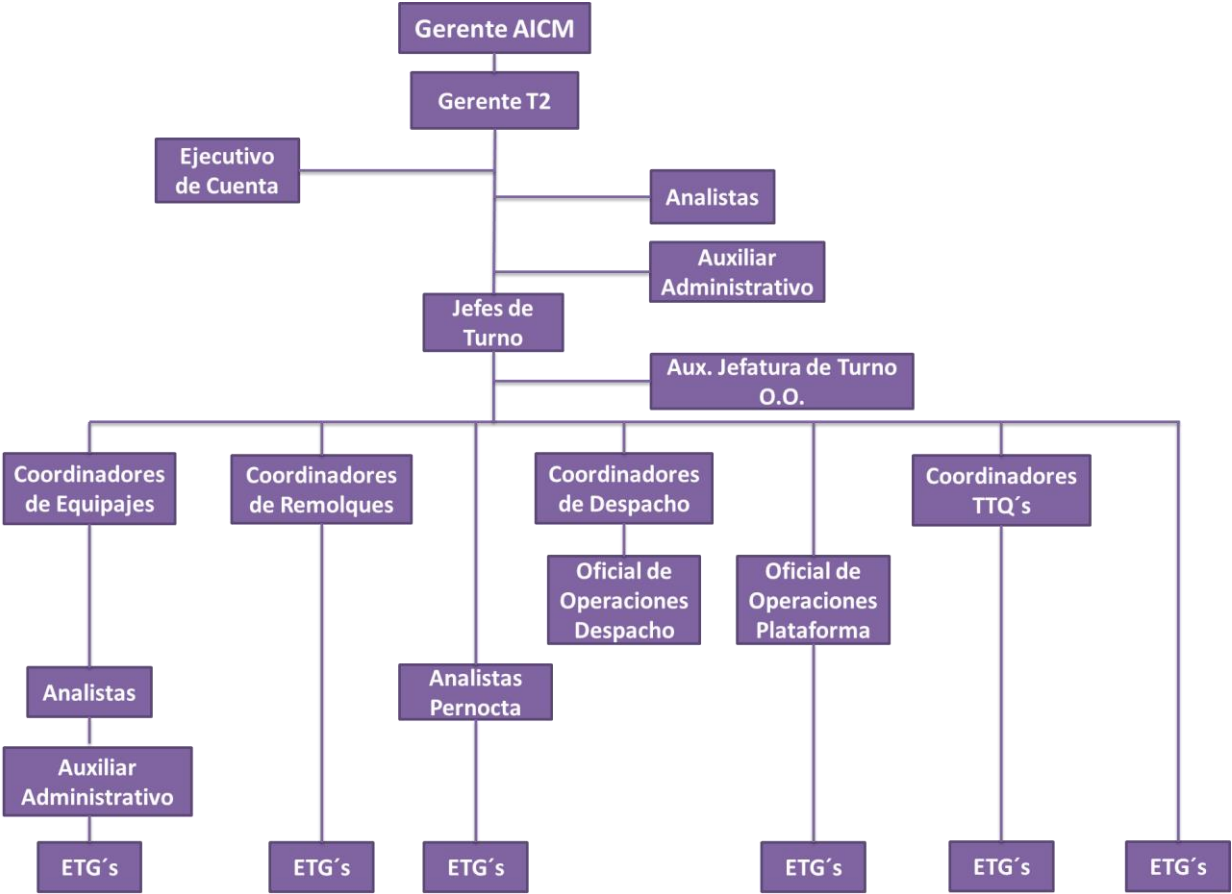 Gerente AICM
Gerente T2
Ejecutivo
de Cuenta
Analistas
Auxiliar
Administrativo
Jefes de
Turno
Aux. Jefatura de Turno
O.O.
Coordinadores
de Equipajes
Coordinadores
de Remolques
Coordinadores
de Despacho
Coordinadores
TTQ´s
Oficial de
Operaciones
Despacho
Oficial de
Operaciones
Plataforma
Analistas
Analistas
Pernocta
Auxiliar
Administrativo
ETG´s
ETG´s
ETG´s
ETG´s
ETG´s
ETG´s